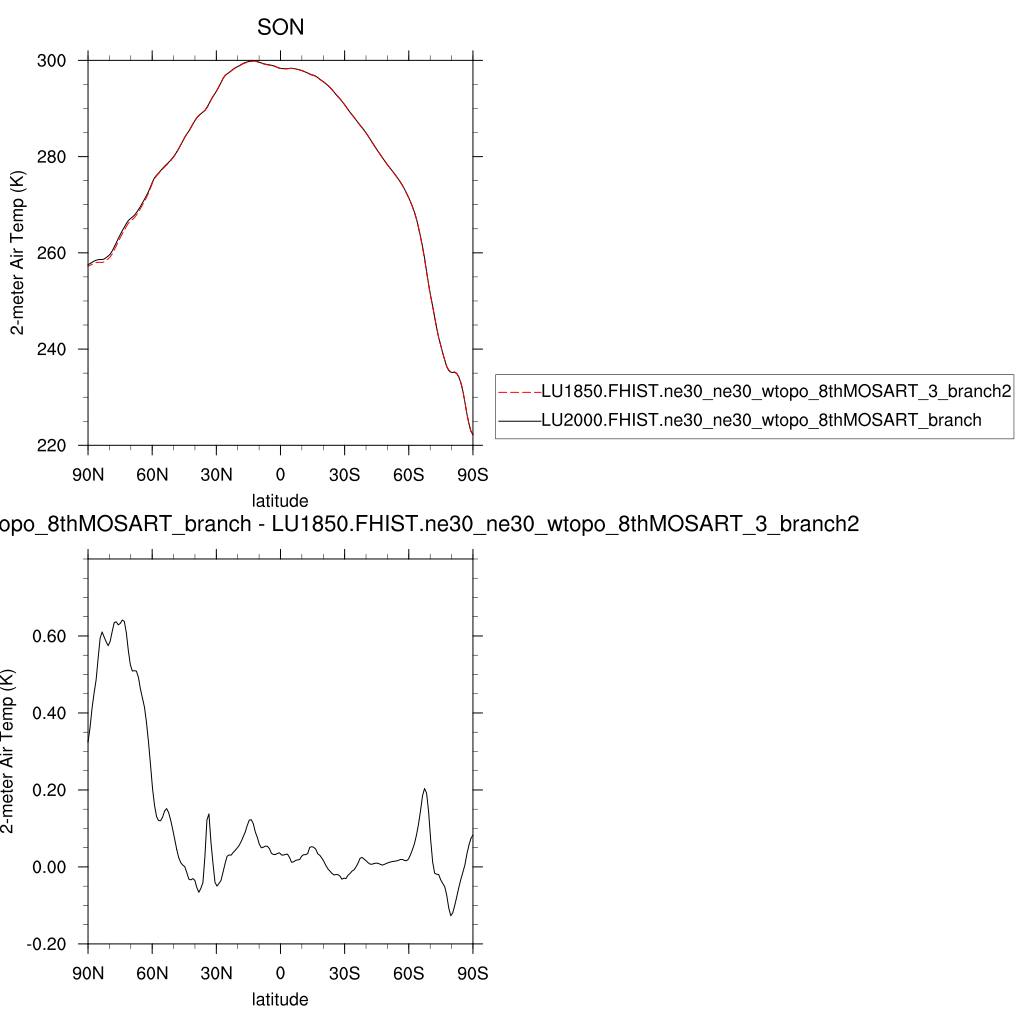 SON
300
280
260
240
220
2-meter Air Temp (K)
90N 60N 30N 0 30S 60S 90S
latitude
LU1850.FHIST.ne30_ne30_wtopo_8thMOSART_3_branch2
LU2000.FHIST.ne30_ne30_wtopo_8thMOSART_branch
opo_8thMOSART_branch - LU1850.FHIST.ne30_ne30_wtopo_8thMOSART_3_branch2
0.60
0.40
0.20
0.00
-0.20
2-meter Air Temp (K)
90N 60N 30N 0 30S 60S 90S
latitude